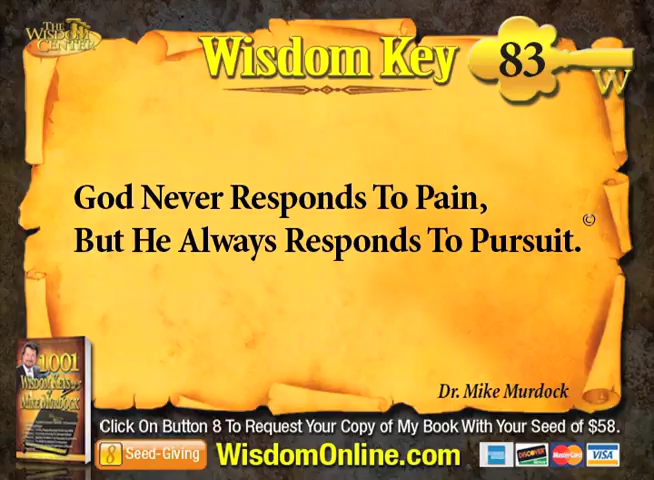 THE
WISDOM
CENTER
Wisdom Key
83
W
God Never Responds To Pain,
But He Always Responds To Pursuit.©
Dr. Mike Murdock
1001
WISDOM KEYS
MIKE MURDOCK
Click On Button 8 To Request Your Copy of My Book With Your Seed of $58.
8 Seed-Giving
WisdomOnline.com
DISCOVER
MasterCard
VISA